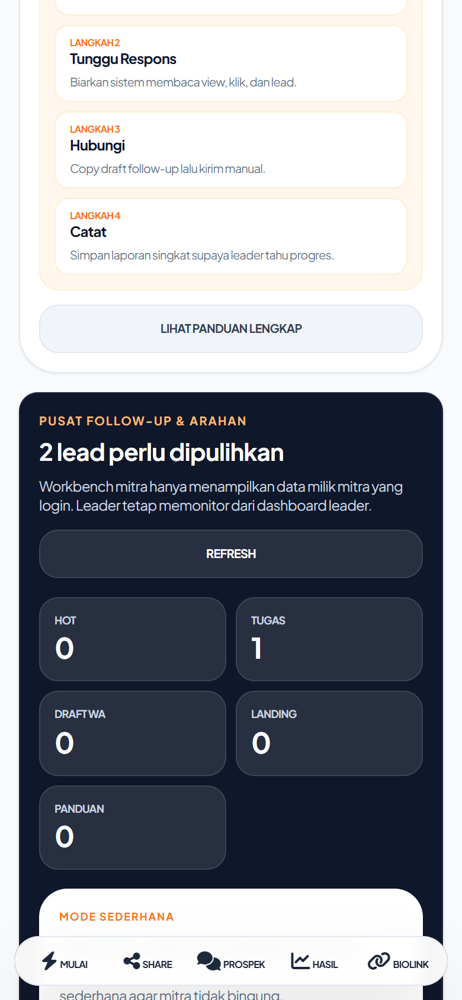 LANGKAH 2
Tunggu Respons
Biarkan sistem membaca view, klik, dan lead.
LANGKAH 3
Hubungi
Copy draft follow-up lalu kirim manual.
LANGKAH 4
Catat
Simpan laporan singkat supaya leader tahu progres.
LIHAT PANDUAN LENGKAP
PUSAT FOLLOW-UP & ARAHAN
2 lead perlu dipulihkan
Workbench mitra hanya menampilkan data milik mitra yang
login. Leader tetap memonitor dari dashboard leader.
REFRESH
HOT
0
TUGAS
1
DRAFT WA
0
LANDING
0
PANDUAN
0
MODE SEDERHANA
MULAI
SHARE
PROSPEK
HASIL
BIOLINK
sederhana agar mitra tidak bingung.